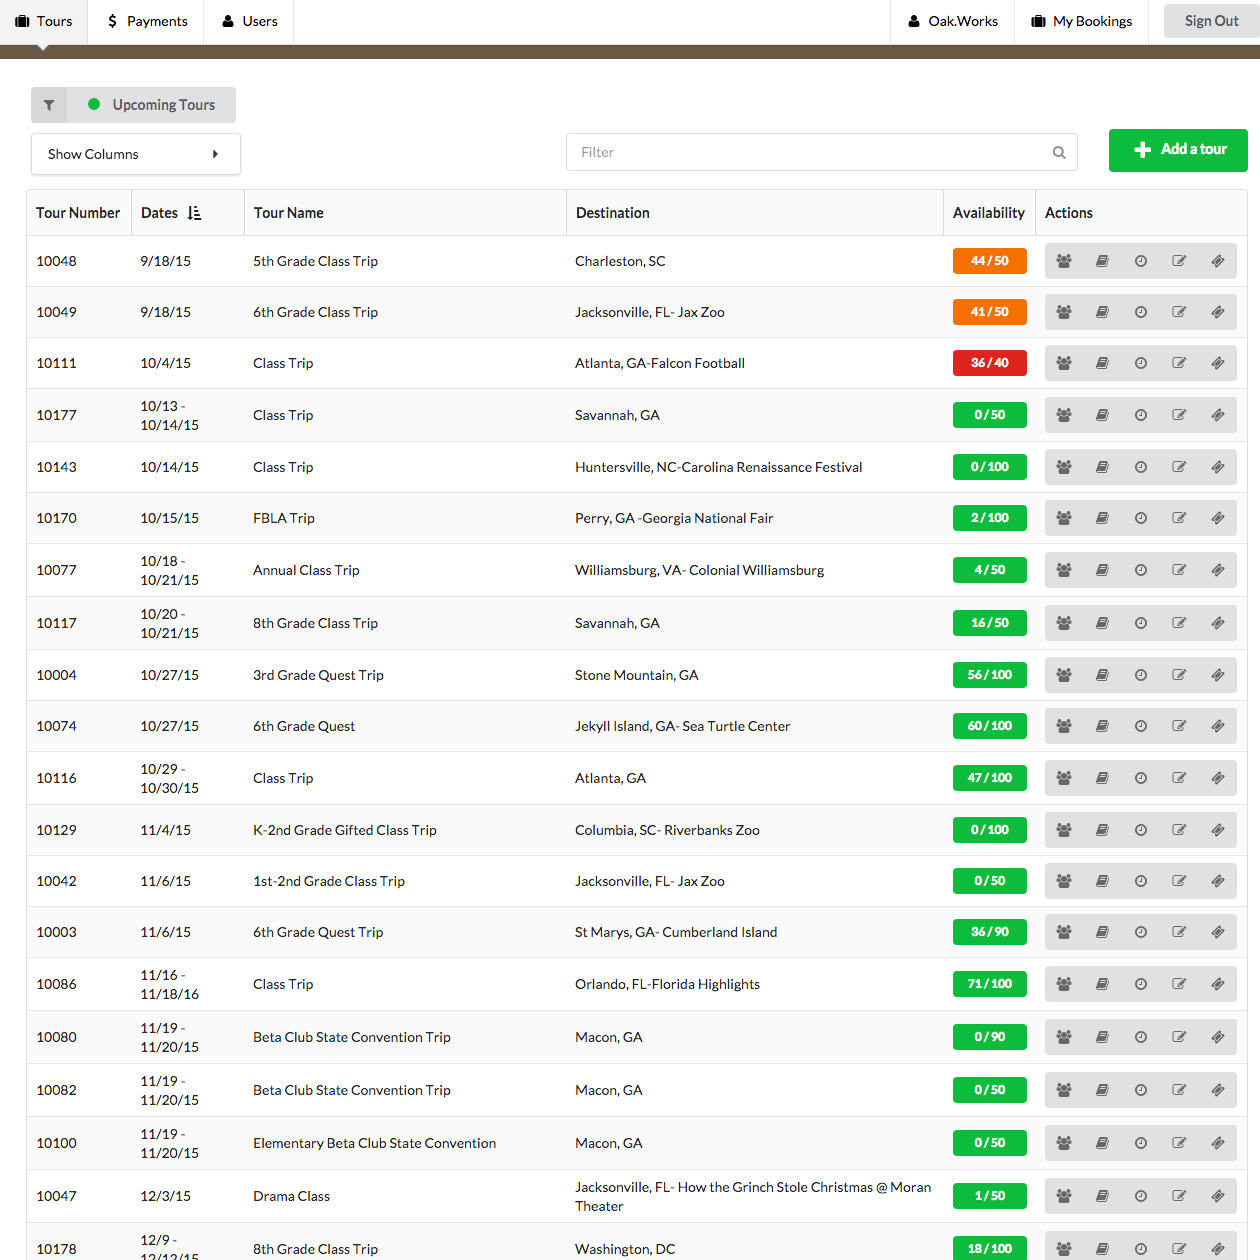 Tours Payments Users Oak.Works My Bookings Sign Out
Upcoming Tours
Show Columns Filter Add a tour
Tour Number Dates Tour Name Destination Availability Actions
10048 9/18/15 5th Grade Class Trip Charleston, SC 44 / 50
10049 9/18/15 6th Grade Class Trip Jacksonville, FL- Jax Zoo 41 / 50
10111 10/4/15 Class Trip Atlanta, GA-Falcon Football 36 / 40
10177 10/13 - Class Trip Savannah, GA 0 / 50
10/14/15
10143 10/14/15 Class Trip Huntersville, NC-Carolina Renaissance Festival 0 / 100
10170 10/15/15 FBLA Trip Perry, GA -Georgia National Fair 2 / 100
10077 10/18 - Annual Class Trip Williamsburg, VA- Colonial Williamsburg 4 / 50
10/21/15
10117 10/20 - 8th Grade Class Trip Savannah, GA 16 / 50
10/21/15
10004 10/27/15 3rd Grade Quest Trip Stone Mountain, GA 56 / 100
10074 10/27/15 6th Grade Quest Jekyll Island, GA- Sea Turtle Center 60 / 100
10116 10/29 - Class Trip Atlanta, GA 47 / 100
10/30/15
10129 11/4/15 K-2nd Grade Gifted Class Trip Columbia, SC- Riverbanks Zoo 0 / 100
10042 11/6/15 1st-2nd Grade Class Trip Jacksonville, FL- Jax Zoo 0 / 50
10003 11/6/15 6th Grade Quest Trip St Marys, GA- Cumberland Island 36 / 90
10086 11/16 - Class Trip Orlando, FL-Florida Highlights 71 / 100
11/18/16
10080 11/19 - Beta Club State Convention Trip Macon, GA 0 / 90
11/20/15
10082 11/19 - Beta Club State Convention Trip Macon, GA 0 / 50
11/20/15
10100 11/19 - Elementary Beta Club State Convention Macon, GA 0 / 50
11/20/15
10047 12/3/15 Drama Class Jacksonville, FL- How the Grinch Stole Christmas @ Moran 1 / 50
Theater
10178 12/9 - 8th Grade Class Trip Washington, DC 18 / 100
12/12/15